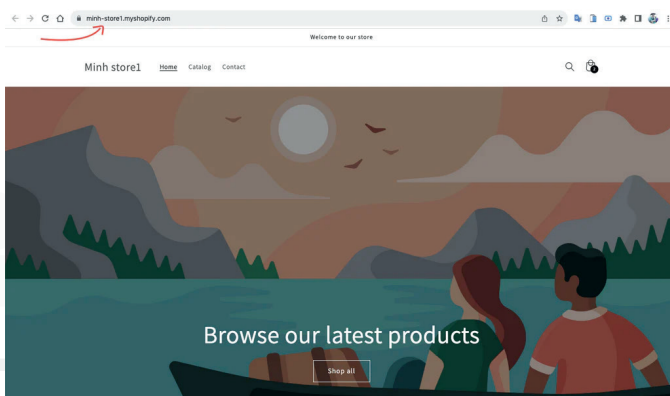 minh-store1.myshopify.com
Welcome to our store
Minh store1
Home Catalog Contact
Browse our latest products
Shop all